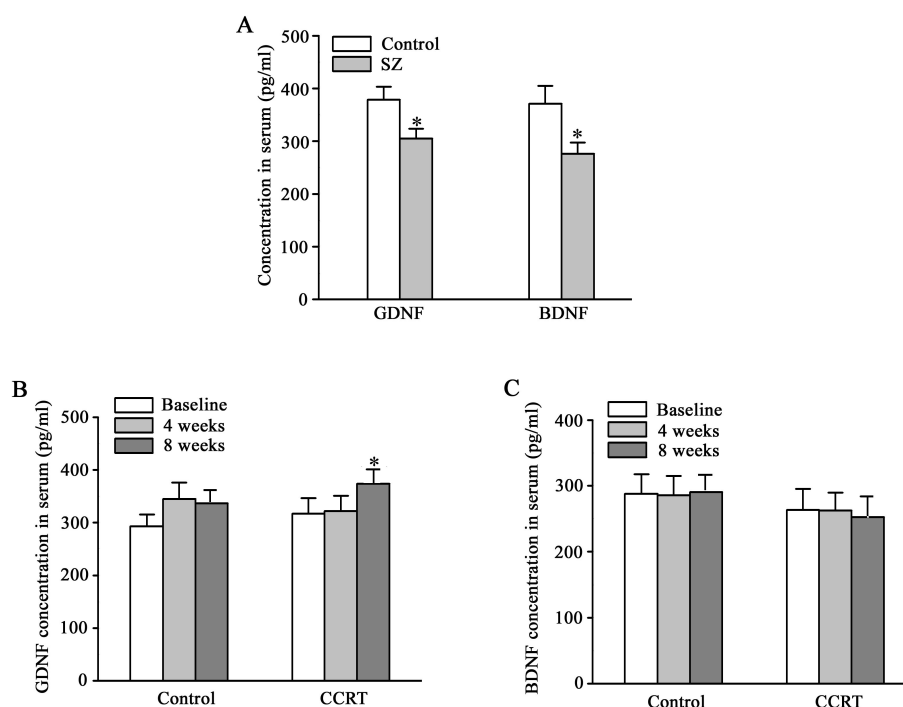 A
Concentration in serum (pg/ml)
500
400
300
200
100
0
Control
SZ
*
*
GDNF
BDNF
B
GDNF concentration in serum (pg/ml)
500
400
300
200
100
0
Baseline
4 weeks
8 weeks
*
Control
CCRT
C
BDNF concentration in serum (pg/ml)
400
300
200
100
0
Baseline
4 weeks
8 weeks
Control
CCRT